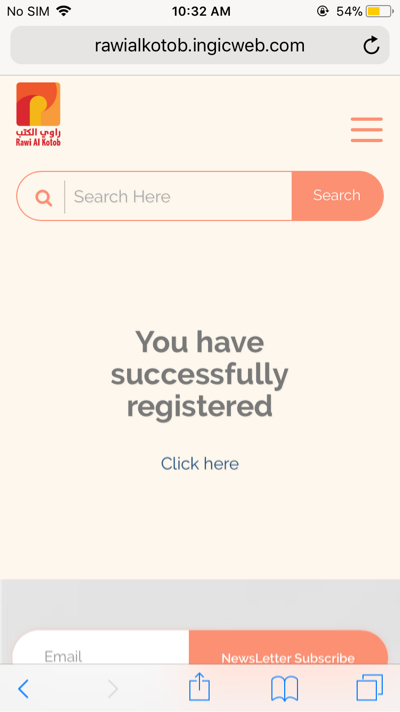 No SIM 10:32 AM 54%
rawialkotob.ingicweb.com
راوي الكتب
Rawi Al Kotob
Search Here Search
You have
successfully
registered
Click here
Email NewsLetter Subscribe